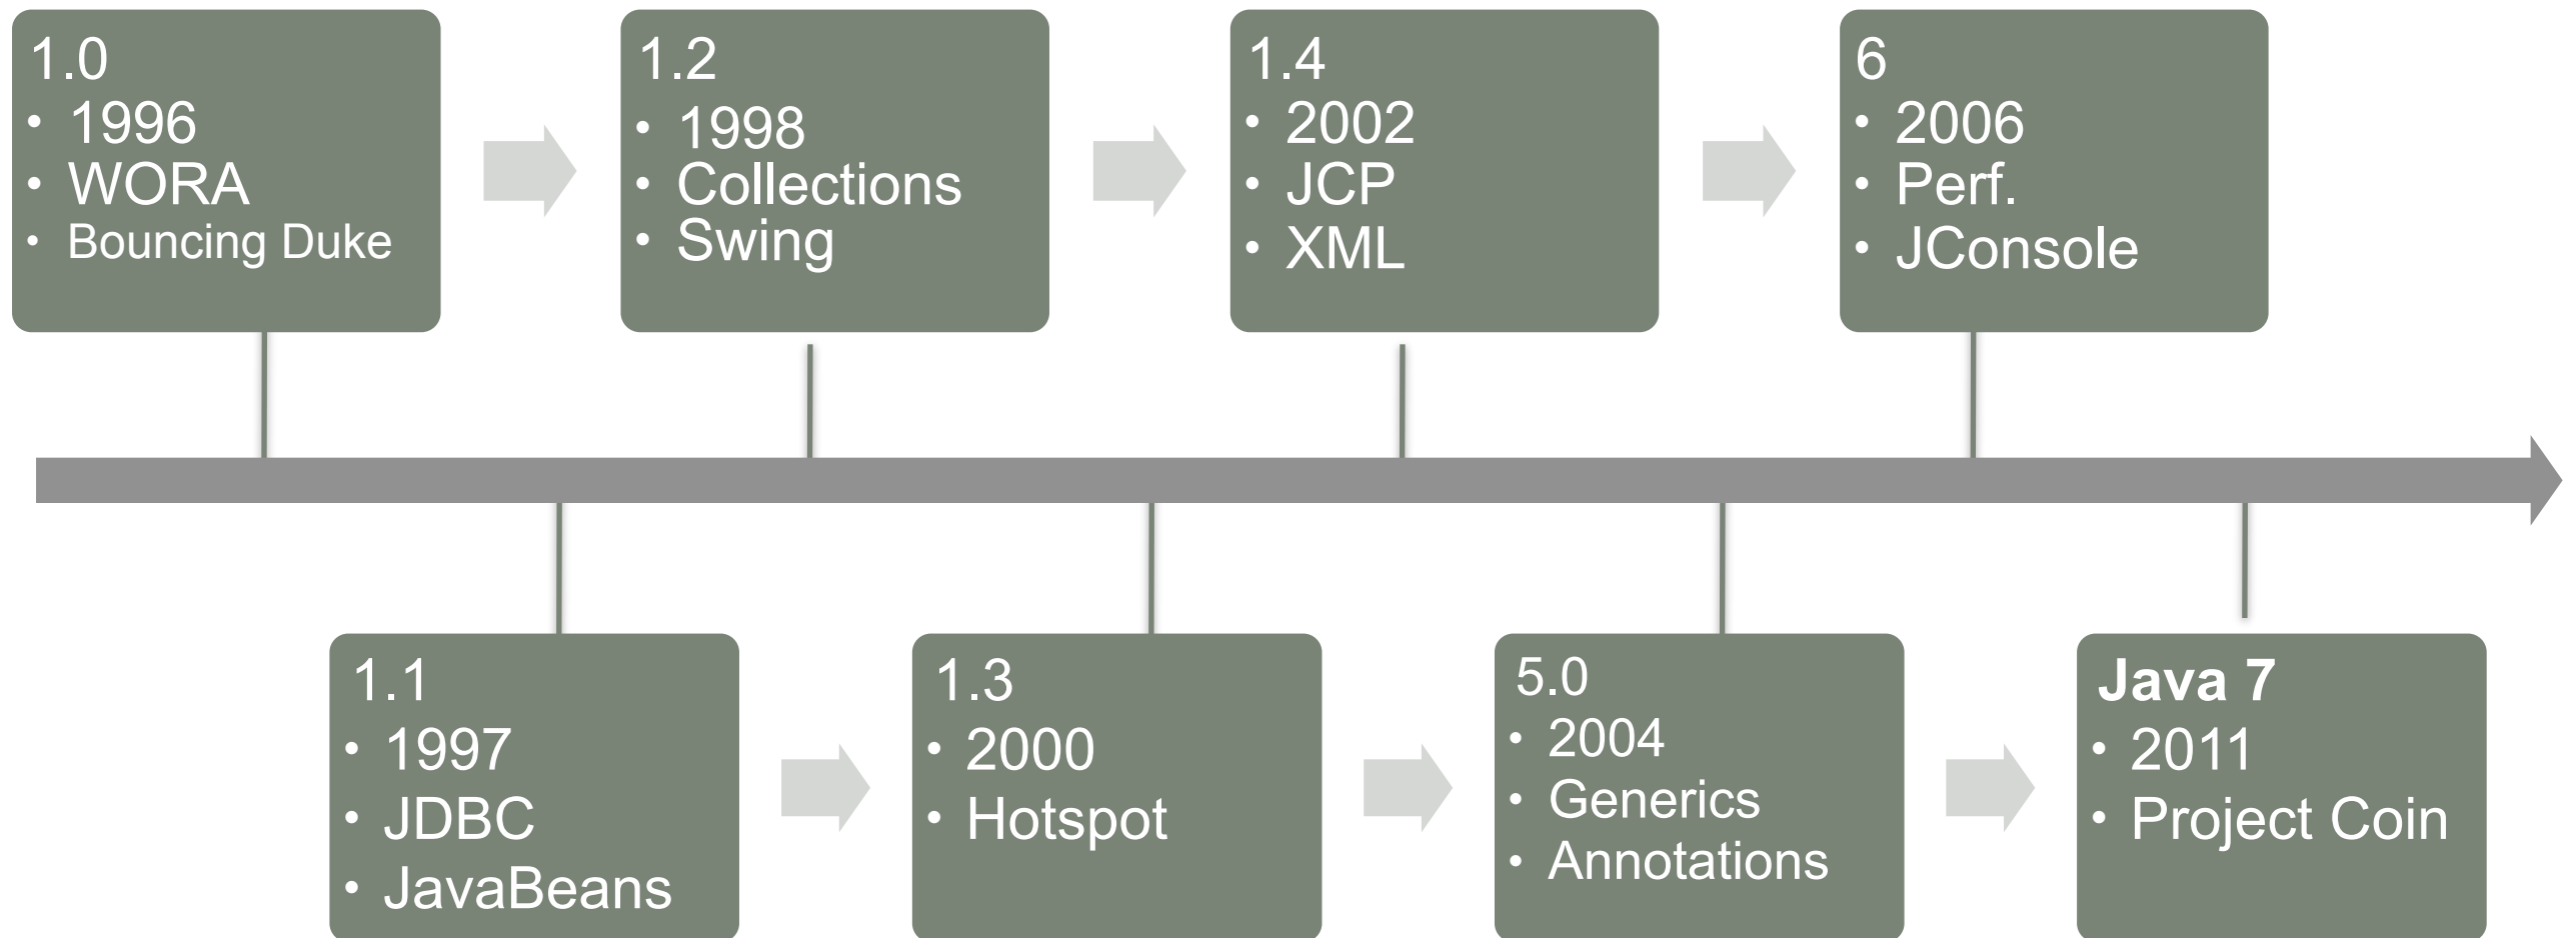 1.0
• 1996
• WORA
• Bouncing Duke
1.2
• 1998
• Collections
• Swing
1.4
• 2002
• JCP
• XML
6
• 2006
• Perf.
• JConsole
1.1
• 1997
• JDBC
• JavaBeans
1.3
• 2000
• Hotspot
5.0
• 2004
• Generics
• Annotations
Java 7
• 2011
• Project Coin